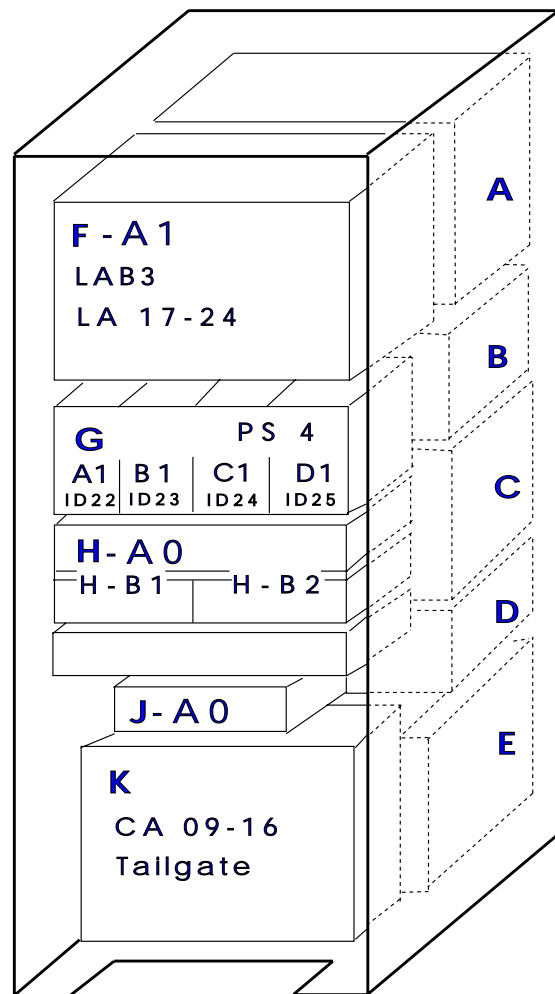 A
F-A1
LAB3
LA 17-24
B
G PS 4
A1 B1 C1 D1
ID22 ID23 ID24 ID25
C
H-A0
H-B1 H-B2
D
J-A0
E
K
CA 09-16
Tailgate